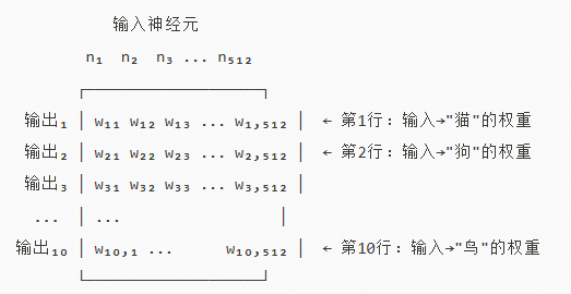 输入神经元
n₁ n₂ n₃ ... n₅₁₂
输出₁ │ w₁₁ w₁₂ w₁₃ ... w₁,₅₁₂ │ ← 第1行：输入→"猫"的权重
输出₂ │ w₂₁ w₂₂ w₂₃ ... w₂,₅₁₂ │ ← 第2行：输入→"狗"的权重
输出₃ │ w₃₁ w₃₂ w₃₃ ... w₃,₅₁₂ │
... │ ... │
输出₁₀ │ w₁₀,₁ ... w₁₀,₅₁₂ │ ← 第10行：输入→"鸟"的权重